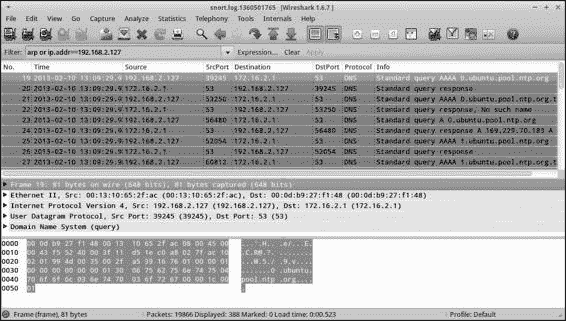 snort.log.1360501765 [Wireshark 1.6.7]
File Edit View Go Capture Analyze Statistics Telephony Tools Internals Help
Filter: arp or ip.addr==192.168.2.127 Expression... Clear Apply
No. Time Source SrcPort Destination DstPort Protocol Info
19 2013-02-10 13:09:29.9 192.168.2.127 39245 172.16.2.1 53 DNS Standard query AAAA 0.ubuntu.pool.ntp.org
20 2013-02-10 13:09:29.9 172.16.2.1 53 192.168.2.127 39245 DNS Standard query response
21 2013-02-10 13:09:29.9 192.168.2.127 53250 172.16.2.1 53 DNS Standard query AAAA 0.ubuntu.pool.ntp.org.t
22 2013-02-10 13:09:29.9 172.16.2.1 53 192.168.2.127 53250 DNS Standard query response, No such name
23 2013-02-10 13:09:29.9 192.168.2.127 56480 172.16.2.1 53 DNS Standard query A 0.ubuntu.pool.ntp.org
24 2013-02-10 13:09:29.9 172.16.2.1 53 192.168.2.127 56480 DNS Standard query response A 169.229.70.183 A
25 2013-02-10 13:09:29.9 192.168.2.127 52054 172.16.2.1 53 DNS Standard query AAAA 1.ubuntu.pool.ntp.org
26 2013-02-10 13:09:29.9 172.16.2.1 53 192.168.2.127 52054 DNS Standard query response
27 2013-02-10 13:09:29.9 192.168.2.127 60812 172.16.2.1 53 DNS Standard query AAAA 1.ubuntu.pool.ntp.org.t
Frame 19: 81 bytes on wire (648 bits), 81 bytes captured (648 bits)
Ethernet II, Src: 00:13:10:65:2f:ac (00:13:10:65:2f:ac), Dst: 00:0d:b9:27:f1:48 (00:0d:b9:27:f1:48)
Internet Protocol Version 4, Src: 192.168.2.127 (192.168.2.127), Dst: 172.16.2.1 (172.16.2.1)
User Datagram Protocol, Src Port: 39245 (39245), Dst Port: 53 (53)
Domain Name System (query)
0000 00 0d b9 27 f1 48 00 13 10 65 2f ac 08 00 45 00
0010 00 43 f5 52 40 00 3f 11 d5 1e c0 a8 02 7f ac 10
0020 02 01 99 4d 00 35 00 2f a5 39 16 76 01 00 00 01
0030 00 00 00 00 00 00 01 30 06 75 62 75 6e 74 75 04 .......0 .ubuntu.
0040 70 6f 6f 6c 03 6e 74 70 03 6f 72 67 00 00 1c 00 pool.ntp .org....
0050 01
Frame (frame), 81 bytes Packets: 19866 Displayed: 388 Marked: 0 Load time: 0:00.523 Profile: Default